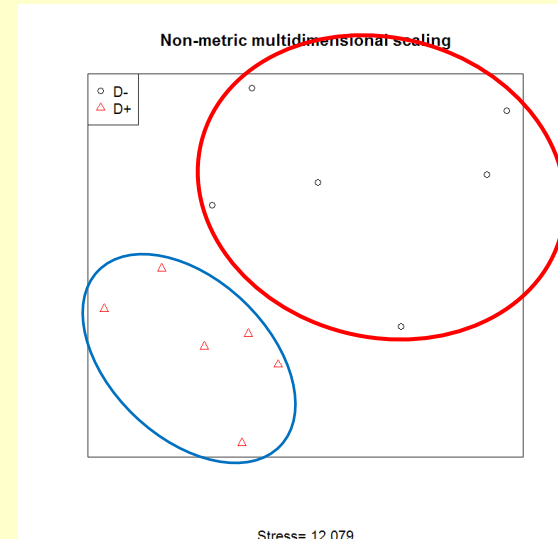 Non-metric multidimensional scaling
D-
D+
Stress= 12.079